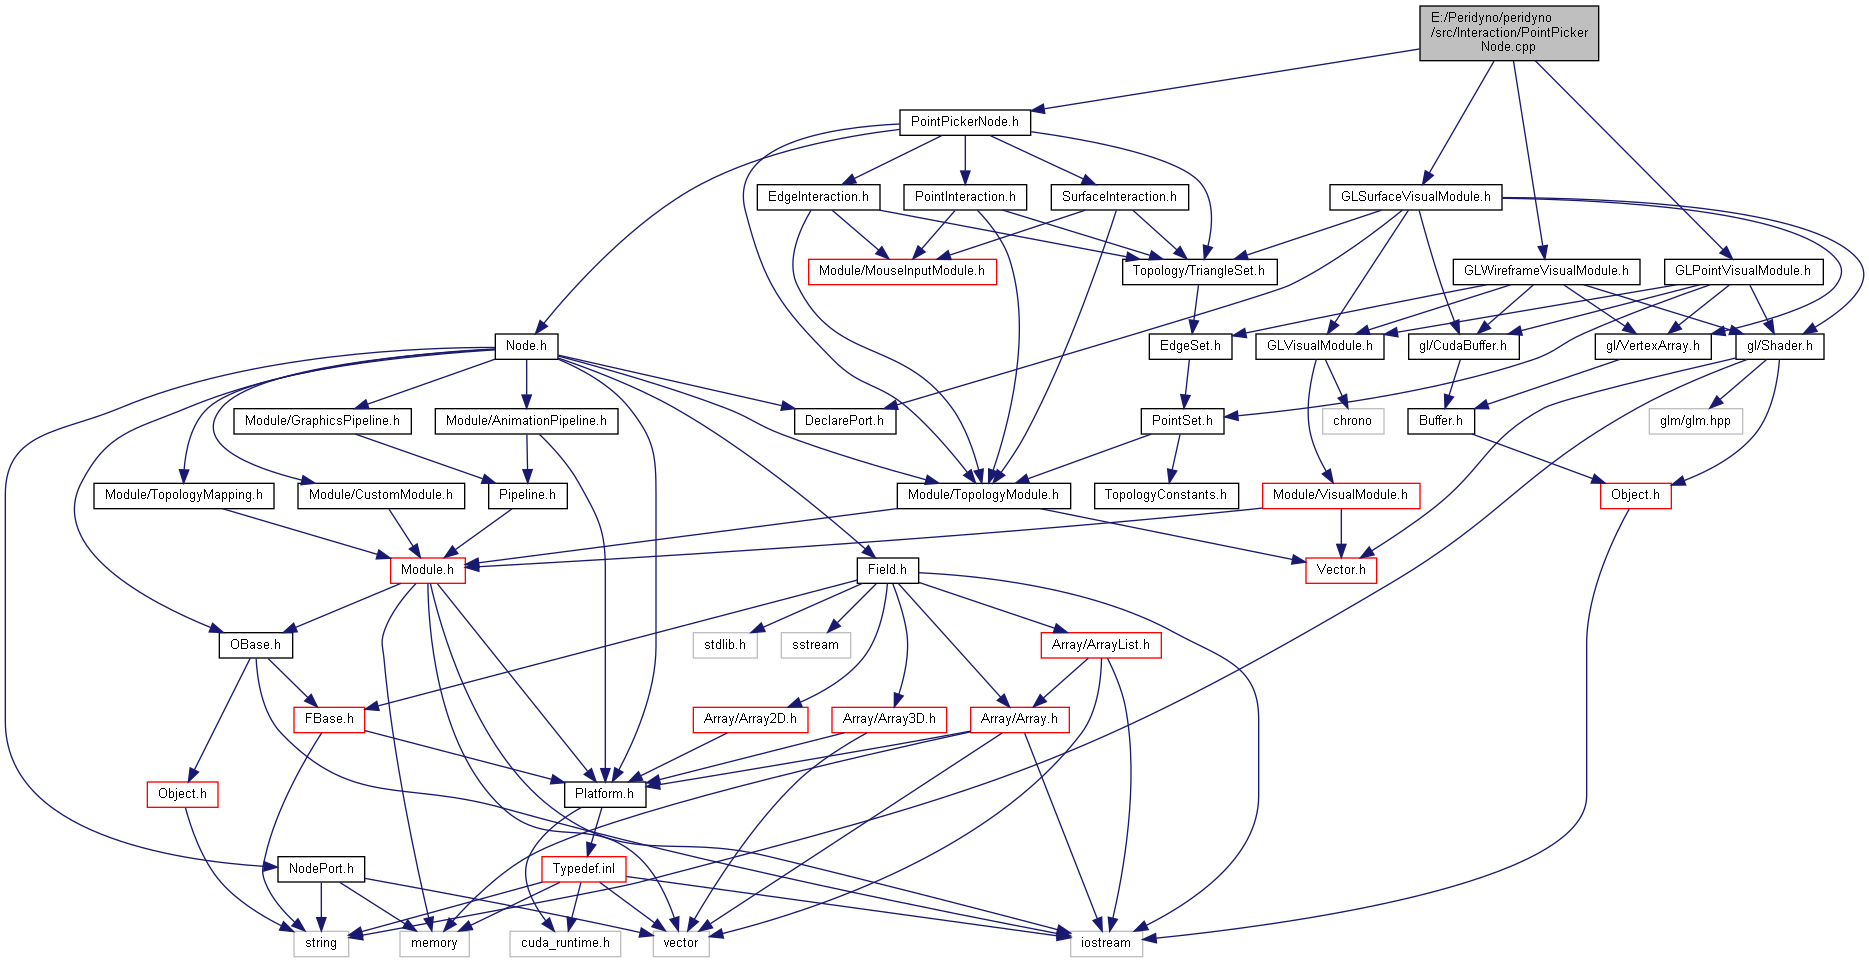 E:/Peridyno/peridyno
/src/Interaction/PointPicker
Node.cpp
PointPickerNode.h
EdgeInteraction.h
PointInteraction.h
SurfaceInteraction.h
GLSurfaceVisualModule.h
Module/MouseInputModule.h
Topology/TriangleSet.h
GLWireframeVisualModule.h
GLPointVisualModule.h
Node.h
EdgeSet.h
GLVisualModule.h
gl/CudaBuffer.h
gl/VertexArray.h
gl/Shader.h
Module/GraphicsPipeline.h
Module/AnimationPipeline.h
DeclarePort.h
PointSet.h
chrono
Buffer.h
glm/glm.hpp
Module/TopologyMapping.h
Module/CustomModule.h
Pipeline.h
Module/TopologyModule.h
TopologyConstants.h
Module/VisualModule.h
Object.h
Module.h
Field.h
Vector.h
OBase.h
stdlib.h
sstream
Array/ArrayList.h
FBase.h
Array/Array2D.h
Array/Array3D.h
Array/Array.h
Object.h
Platform.h
NodePort.h
Typedef.inl
string
memory
cuda_runtime.h
vector
iostream